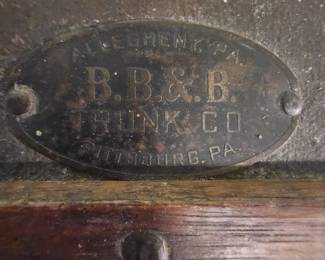 ALLEGHENY, PA.
B.B.&B.
TRUNK CO
PITTSBURG, PA.